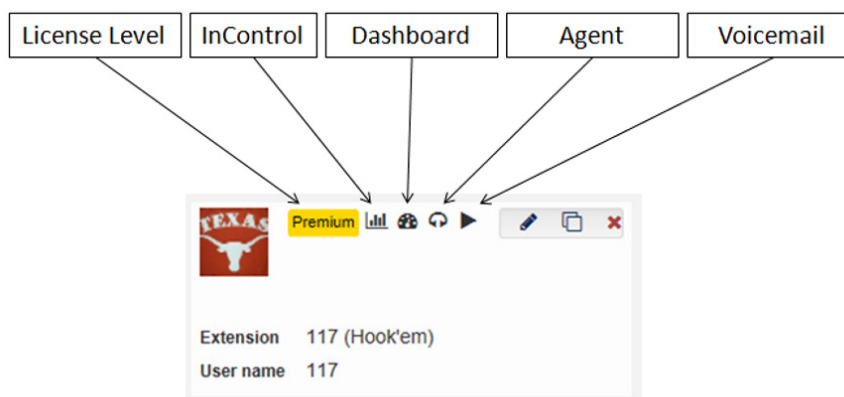 License Level
InControl
Dashboard
Agent
Voicemail
TEXAS
Premium
Extension 117 (Hook'em)
User name 117